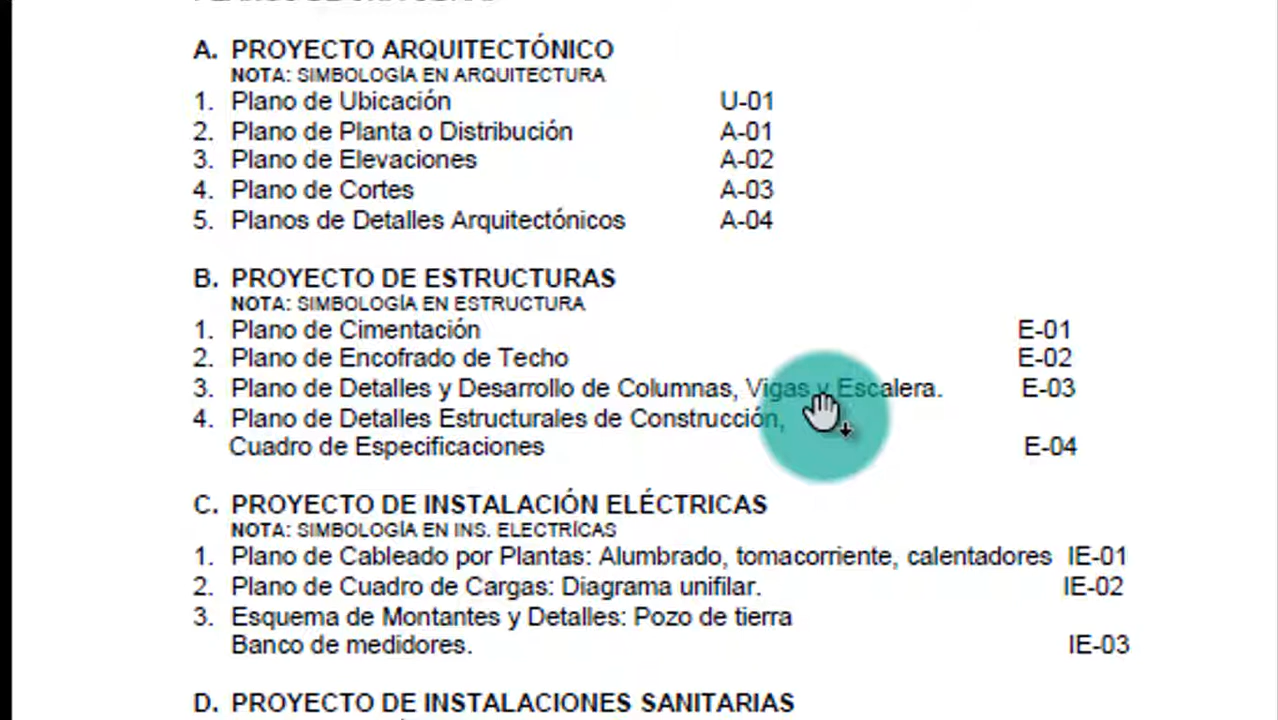 A. PROYECTO ARQUITECTÓNICO
NOTA: SIMBOLOGÍA EN ARQUITECTURA
1. Plano de Ubicación U-01
2. Plano de Planta o Distribución A-01
3. Plano de Elevaciones A-02
4. Plano de Cortes A-03
5. Planos de Detalles Arquitectónicos A-04
B. PROYECTO DE ESTRUCTURAS
NOTA: SIMBOLOGÍA EN ESTRUCTURA
1. Plano de Cimentación E-01
2. Plano de Encofrado de Techo E-02
3. Plano de Detalles y Desarrollo de Columnas, Vigas y Escalera. E-03
4. Plano de Detalles Estructurales de Construcción,
Cuadro de Especificaciones E-04
C. PROYECTO DE INSTALACIÓN ELÉCTRICAS
NOTA: SIMBOLOGÍA EN INS. ELECTRÍCAS
1. Plano de Cableado por Plantas: Alumbrado, tomacorriente, calentadores IE-01
2. Plano de Cuadro de Cargas: Diagrama unifilar. IE-02
3. Esquema de Montantes y Detalles: Pozo de tierra
Banco de medidores. IE-03
D. PROYECTO DE INSTALACIONES SANITARIAS